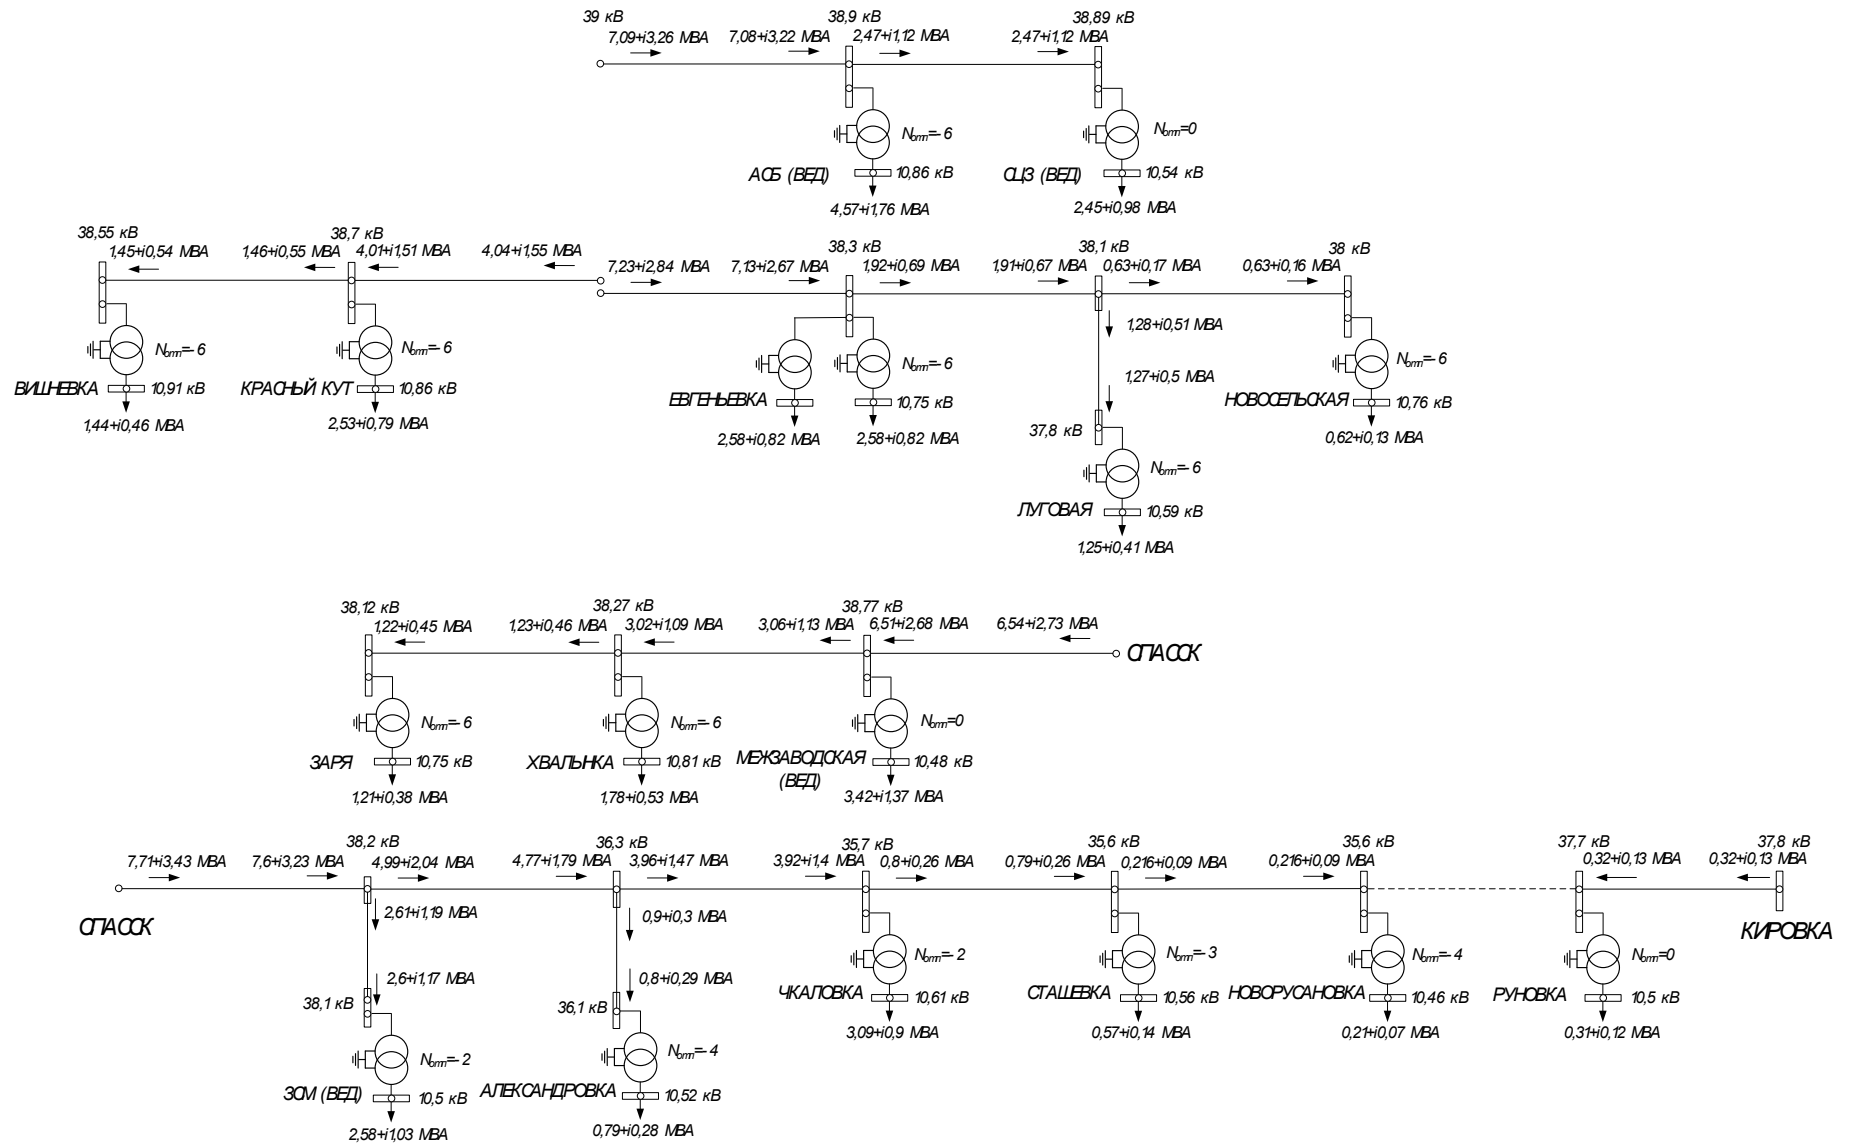 39 кВ
38,9 кВ
38,89 кВ
7,09+i3,26 МВА
7,08+i3,22 МВА
2,47+i1,12 МВА
2,47+i1,12 МВА
Nотп=- 6
Nотп=0
АСБ (ВЕД)
10,86 кВ
СЦЗ (ВЕД)
10,54 кВ
4,57+i1,76 МВА
2,45+i0,98 МВА
38,55 кВ
38,7 кВ
38,3 кВ
38,1 кВ
38 кВ
1,45+i0,54 МВА
1,46+i0,55 МВА
4,01+i1,51 МВА
4,04+i1,55 МВА
7,23+i2,84 МВА
7,13+i2,67 МВА
1,92+i0,69 МВА
1,91+i0,67 МВА
0,63+i0,17 МВА
0,63+i0,16 МВА
1,28+i0,51 МВА
Nотп=- 6
Nотп=- 6
Nотп=- 6
Nотп=- 6
1,27+i0,5 МВА
ВИШНЕВКА
10,91 кВ
КРАСНЫЙ КУТ
10,86 кВ
ЕВГЕНЬЕВКА
10,75 кВ
НОВОСЕЛЬСКАЯ
10,76 кВ
1,44+i0,46 МВА
2,53+i0,79 МВА
2,58+i0,82 МВА
2,58+i0,82 МВА
37,8 кВ
0,62+i0,13 МВА
Nотп=- 6
ЛУГОВАЯ
10,59 кВ
1,25+i0,41 МВА
38,12 кВ
38,27 кВ
38,77 кВ
1,22+i0,45 МВА
1,23+i0,46 МВА
3,02+i1,09 МВА
3,06+i1,13 МВА
6,51+i2,68 МВА
6,54+i2,73 МВА
СПАССК
Nотп=- 6
Nотп=- 6
Nотп=0
ЗАРЯ
10,75 кВ
ХВАЛЫНКА
10,81 кВ
МЕЖЗАВОДСКАЯ
(ВЕД)
10,48 кВ
1,21+i0,38 МВА
1,78+i0,53 МВА
3,42+i1,37 МВА
38,2 кВ
36,3 кВ
35,7 кВ
35,6 кВ
35,6 кВ
37,7 кВ
37,8 кВ
7,71+i3,43 МВА
7,6+i3,23 МВА
4,99+i2,04 МВА
4,77+i1,79 МВА
3,96+i1,47 МВА
3,92+i1,4 МВА
0,8+i0,26 МВА
0,79+i0,26 МВА
0,216+i0,09 МВА
0,216+i0,09 МВА
0,32+i0,13 МВА
0,32+i0,13 МВА
СПАССК
2,61+i1,19 МВА
0,9+i0,3 МВА
КИРОВКА
Nотп=- 2
Nотп=- 3
Nотп=- 4
Nотп=0
2,6+i1,17 МВА
0,8+i0,29 МВА
38,1 кВ
36,1 кВ
ЧКАЛОВКА
10,61 кВ
СТАШЕВКА
10,56 кВ
НОВОРУСАНОВКА
10,46 кВ
РУНОВКА
10,5 кВ
3,09+i0,9 МВА
0,57+i0,14 МВА
0,21+i0,07 МВА
0,31+i0,12 МВА
Nотп=- 2
Nотп=- 4
ЗСМ (ВЕД)
10,5 кВ
АЛЕКСАНДРОВКА
10,52 кВ
2,58+i1,03 МВА
0,79+i0,28 МВА